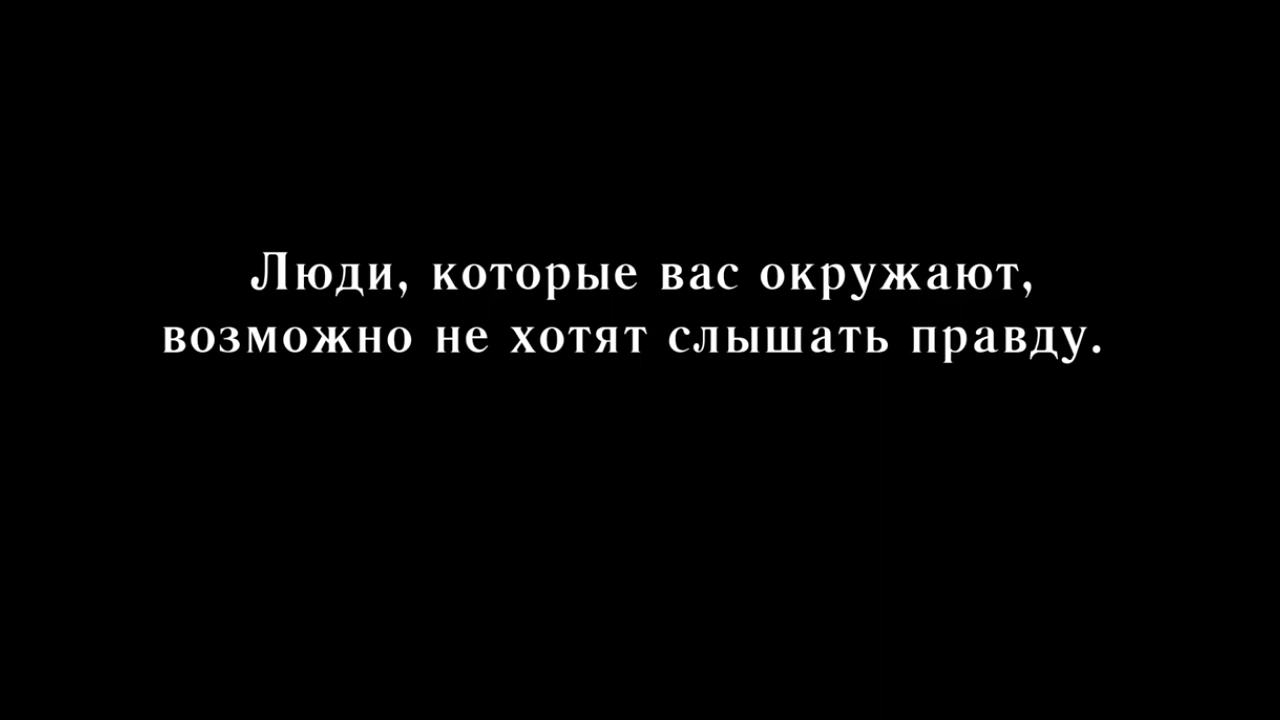 Люди, которые вас окружают,
возможно не хотят слышать правду.